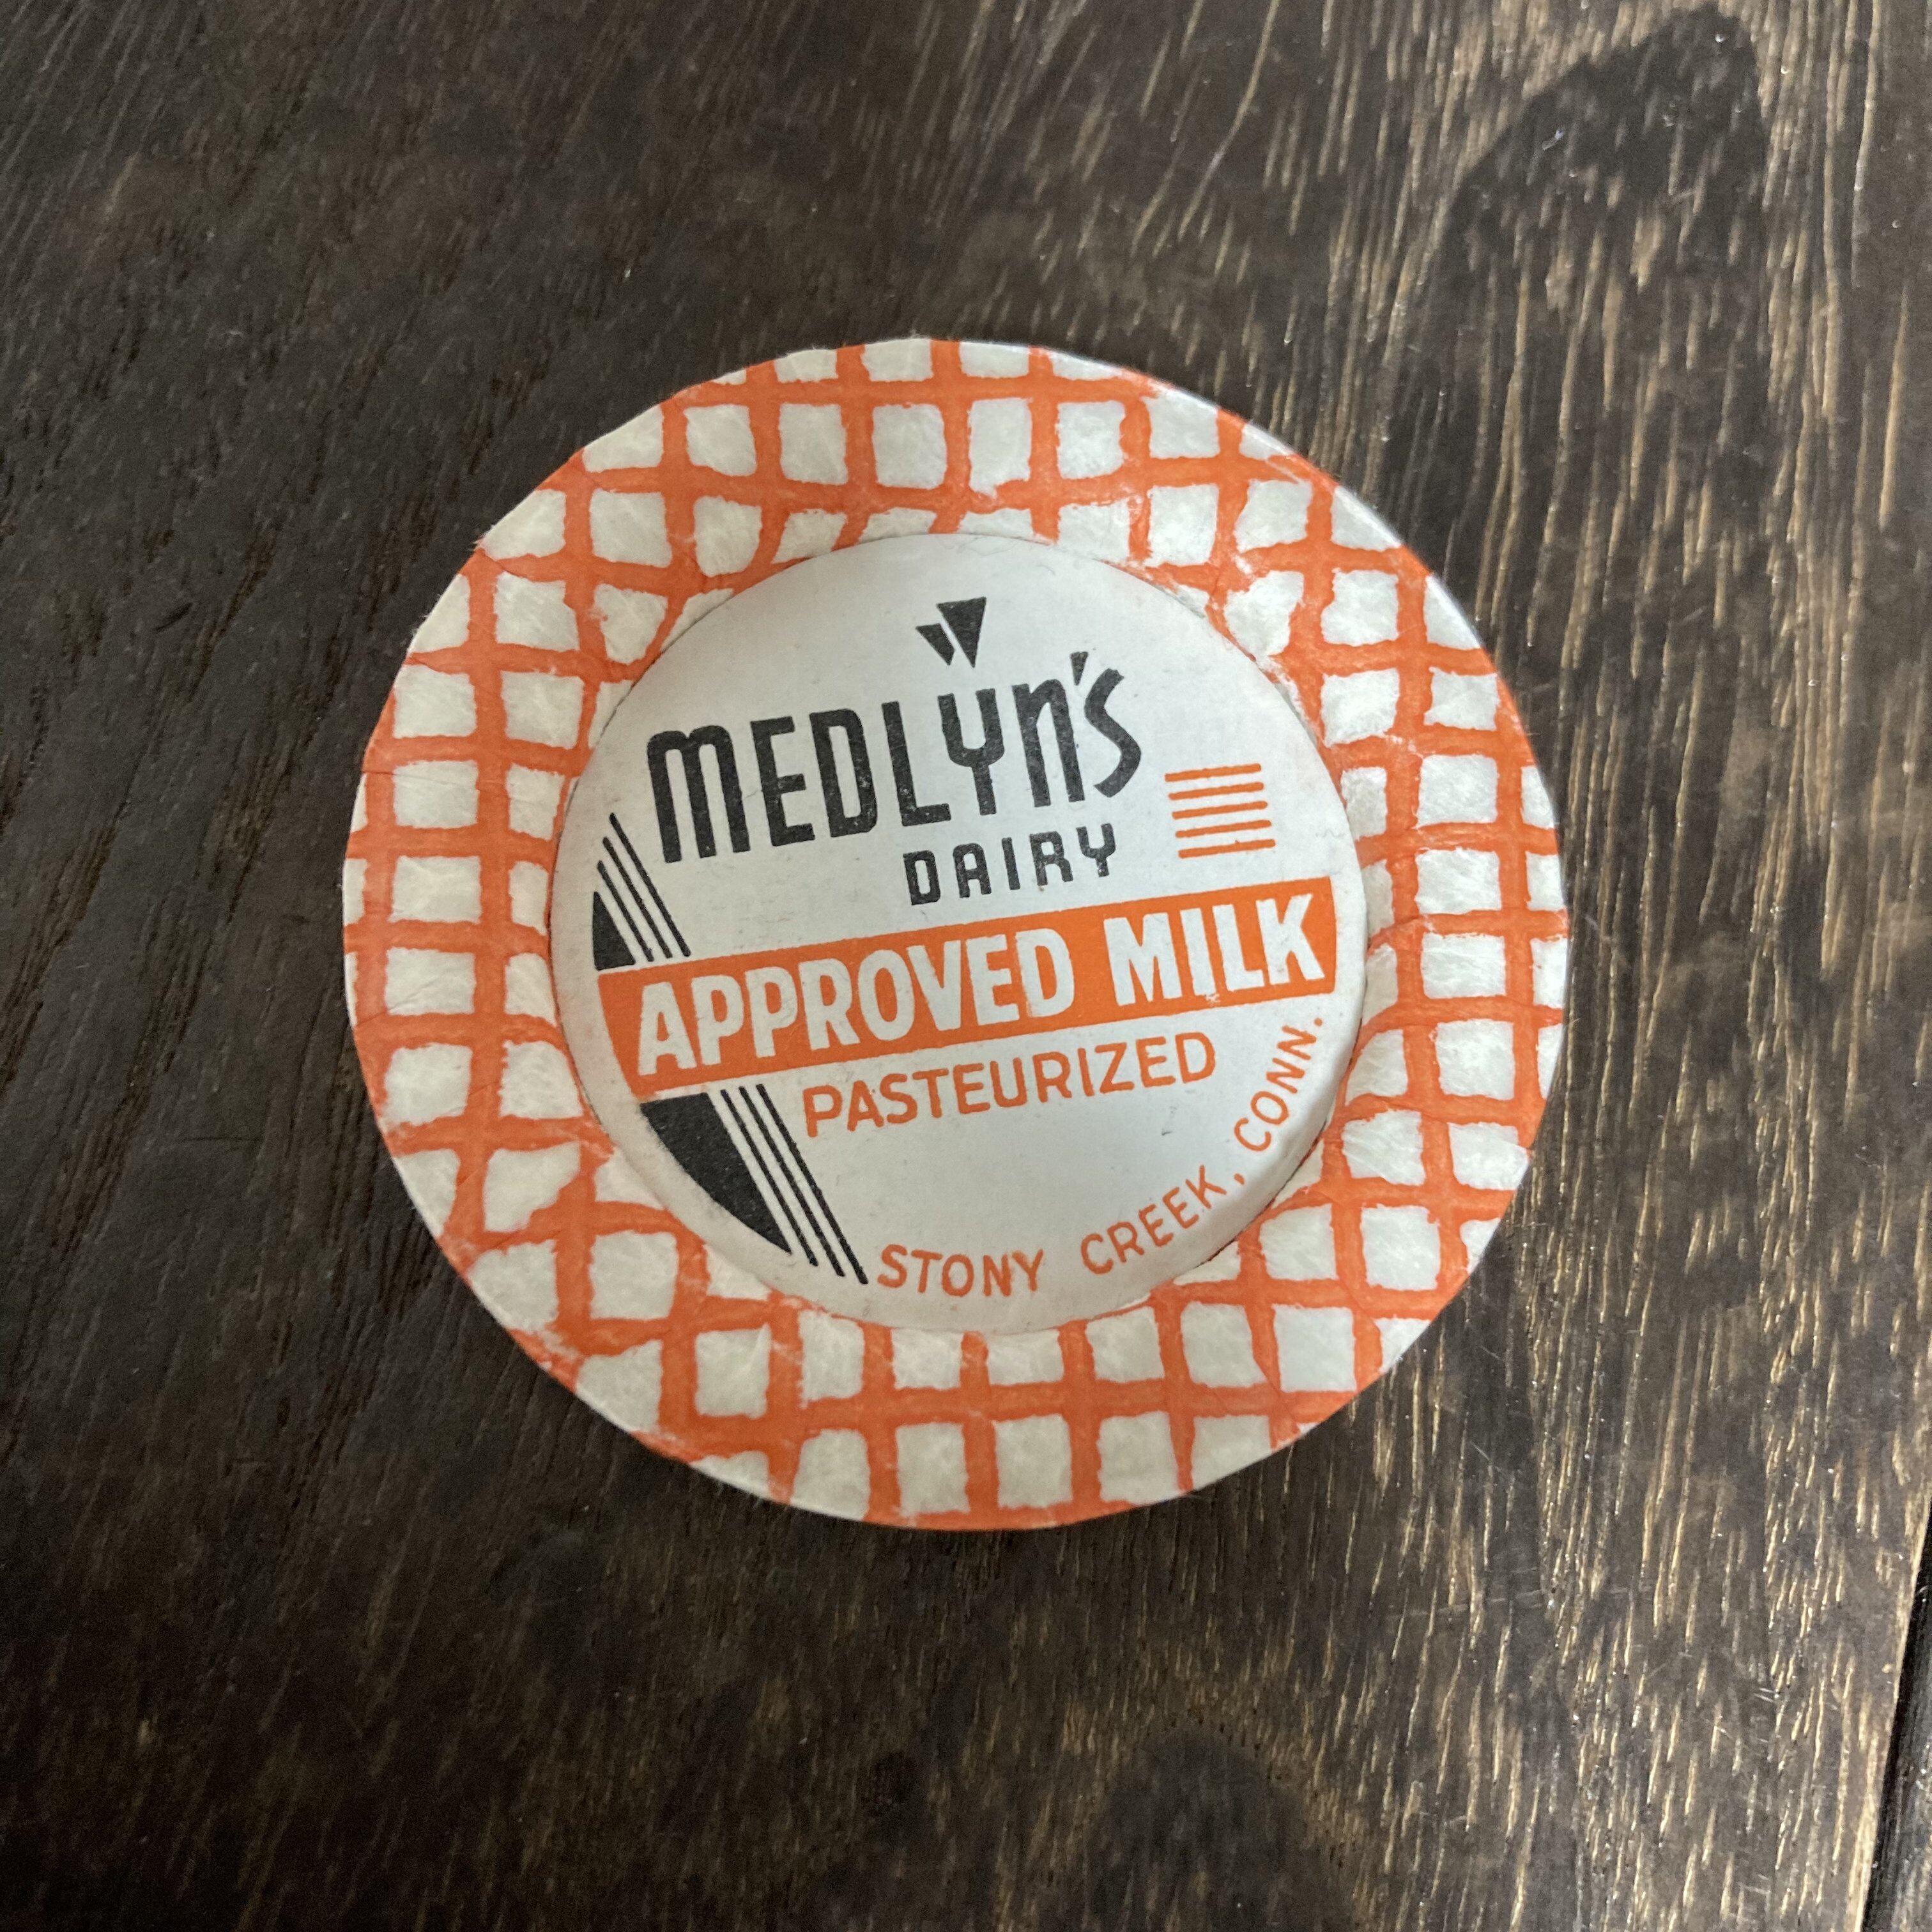 MEDLYN'S
DAIRY
APPROVED MILK
PASTEURIZED
STONY CREEK, CONN.